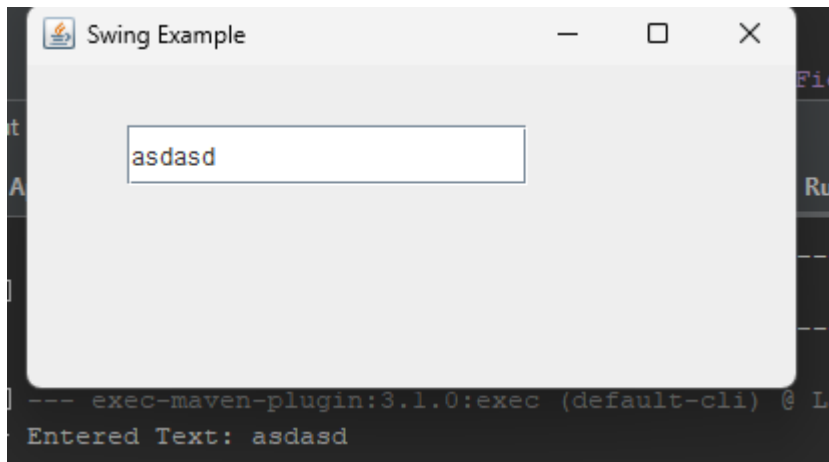 Swing Example
asdasd
--- exec-maven-plugin:3.1.0:exec (default-cli) @ L
Entered Text: asdasd